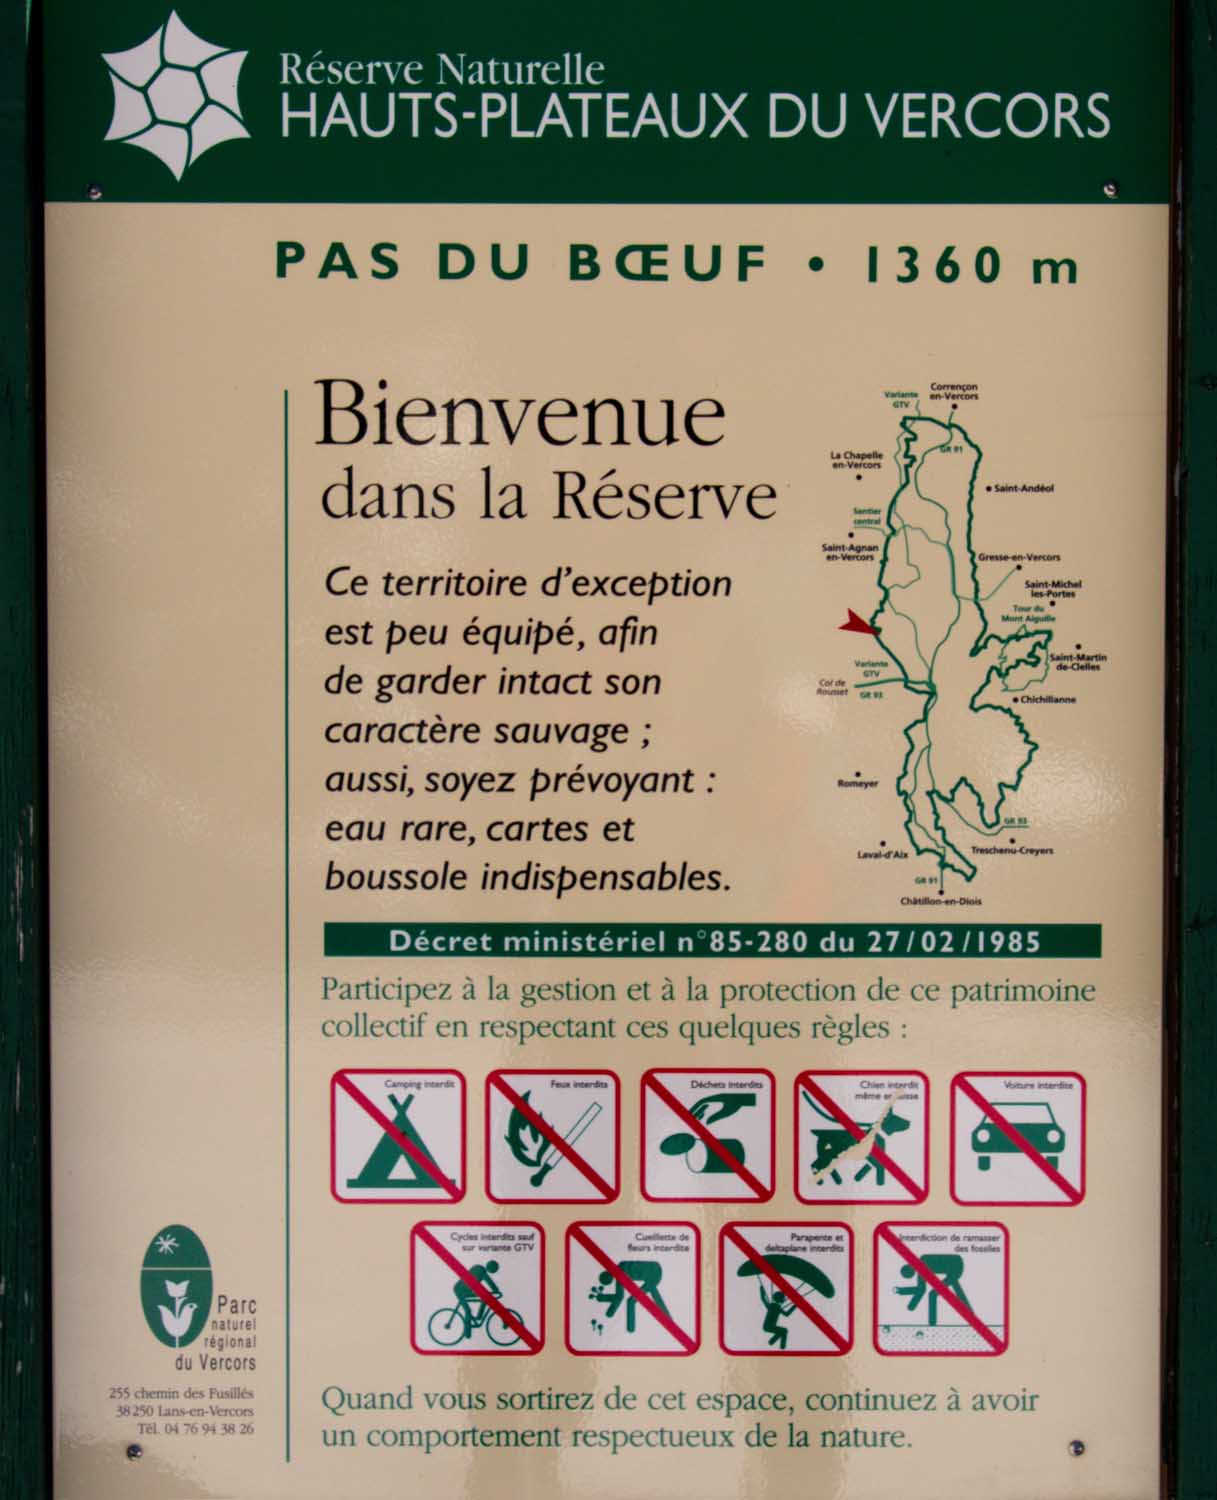 Réserve Naturelle
HAUTS-PLATEAUX DU VERCORS
PAS DU BŒUF • 1360 m
Bienvenue
dans la Réserve
Ce territoire d’exception
est peu équipé, afin
de garder intact son
caractère sauvage ;
aussi, soyez prévoyant :
eau rare, cartes et
boussole indispensables.
Variante
GTV
Corrençon
en-Vercors
GR 91
La Chapelle
en-Vercors
Saint-Andéol
Sentier
central
Saint-Agnan
en-Vercors
Gresse-en-Vercors
Saint-Michel
les-Portes
Tour du
Mont Aiguille
Saint-Martin
de-Clelles
Variante
GTV
Col de
Rousset
GR 93
Chichilianne
Romeyer
GR 93
Laval-d'Aix
Treschenu-Creyers
GR 91
Châtillon-en-Diois
Décret ministériel n°85-280 du 27/02/1985
Participez à la gestion et à la protection de ce patrimoine
collectif en respectant ces quelques règles :
Camping interdit
Feux interdits
Déchets interdits
Chien interdit
même en
Voiture interdite
Cycles interdits sauf
sur variante GTV
Cueillette de
fleurs interdite
Parapente et
deltaplane interdits
Interdiction de ramasser
des fossiles
Parc
naturel
régional
du Vercors
255 chemin des Fusillés
38250 Lans-en-Vercors
Tél. 04 76 94 38 26
Quand vous sortirez de cet espace, continuez à avoir
un comportement respectueux de la nature.